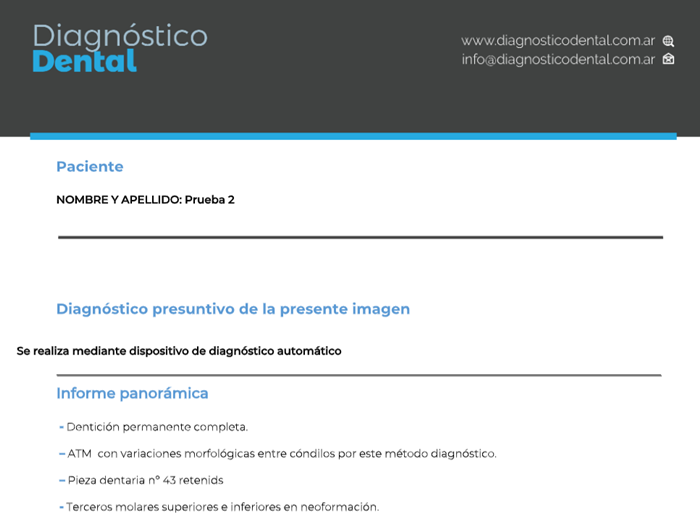 Diagnóstico
Dental
www.diagnosticodental.com.ar
info@diagnosticodental.com.ar
Paciente
NOMBRE Y APELLIDO: Prueba 2
Diagnóstico presuntivo de la presente imagen
Se realiza mediante dispositivo de diagnóstico automático
Informe panorámica
- Dentición permanente completa.
- ATM con variaciones morfológicas entre cóndilos por este método diagnóstico.
- Pieza dentaria n° 43 retenids
- Terceros molares superiores e inferiores en neoformación.